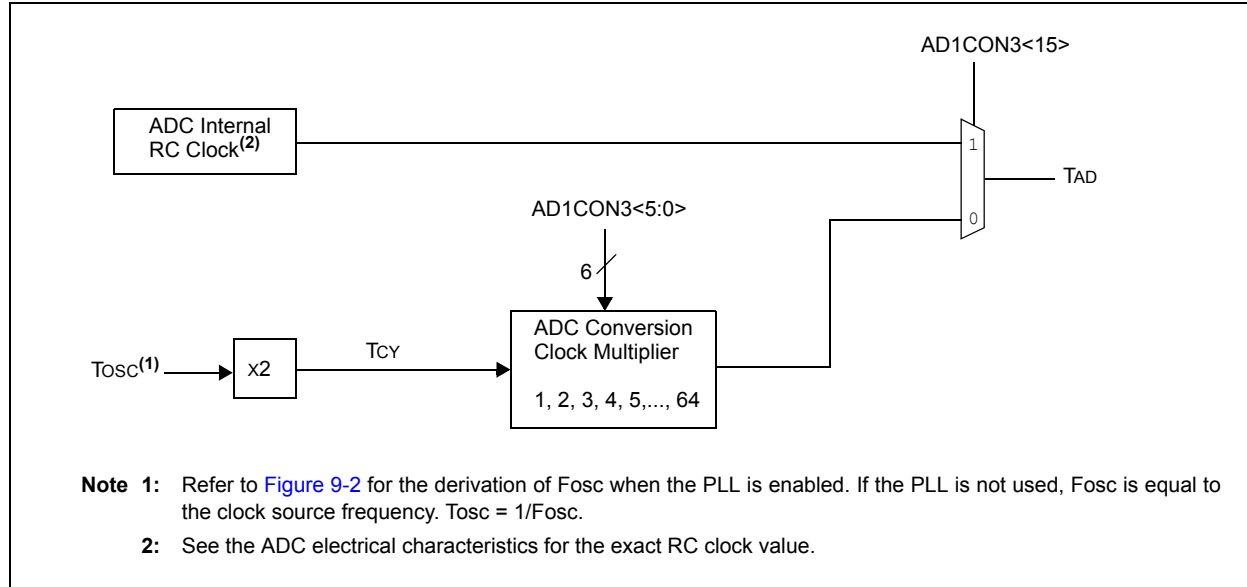 AD1CON3<15>
ADC Internal
RC Clock(2)
1
TAD
AD1CON3<5:0>
0
6
ADC Conversion
Clock Multiplier
TOSC(1)
X2
TCY
1, 2, 3, 4, 5,..., 64
Note 1: Refer to Figure 9-2 for the derivation of Fosc when the PLL is enabled. If the PLL is not used, Fosc is equal to
the clock source frequency. Tosc = 1/Fosc.
2: See the ADC electrical characteristics for the exact RC clock value.